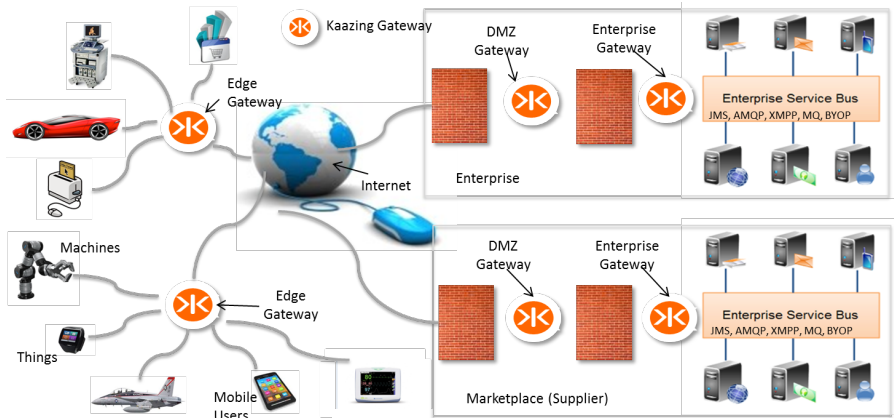 Kaazing Gateway
Edge
Gateway
Internet
DMZ
Gateway
Enterprise
Gateway
Enterprise Service Bus
JMS, AMQP, XMPP, MQ, BYOP
Enterprise
Machines
Things
Edge
Gateway
Mobile
Users
DMZ
Gateway
Enterprise
Gateway
Enterprise Service Bus
JMS, AMQP, XMPP, MQ, BYOP
Marketplace (Supplier)